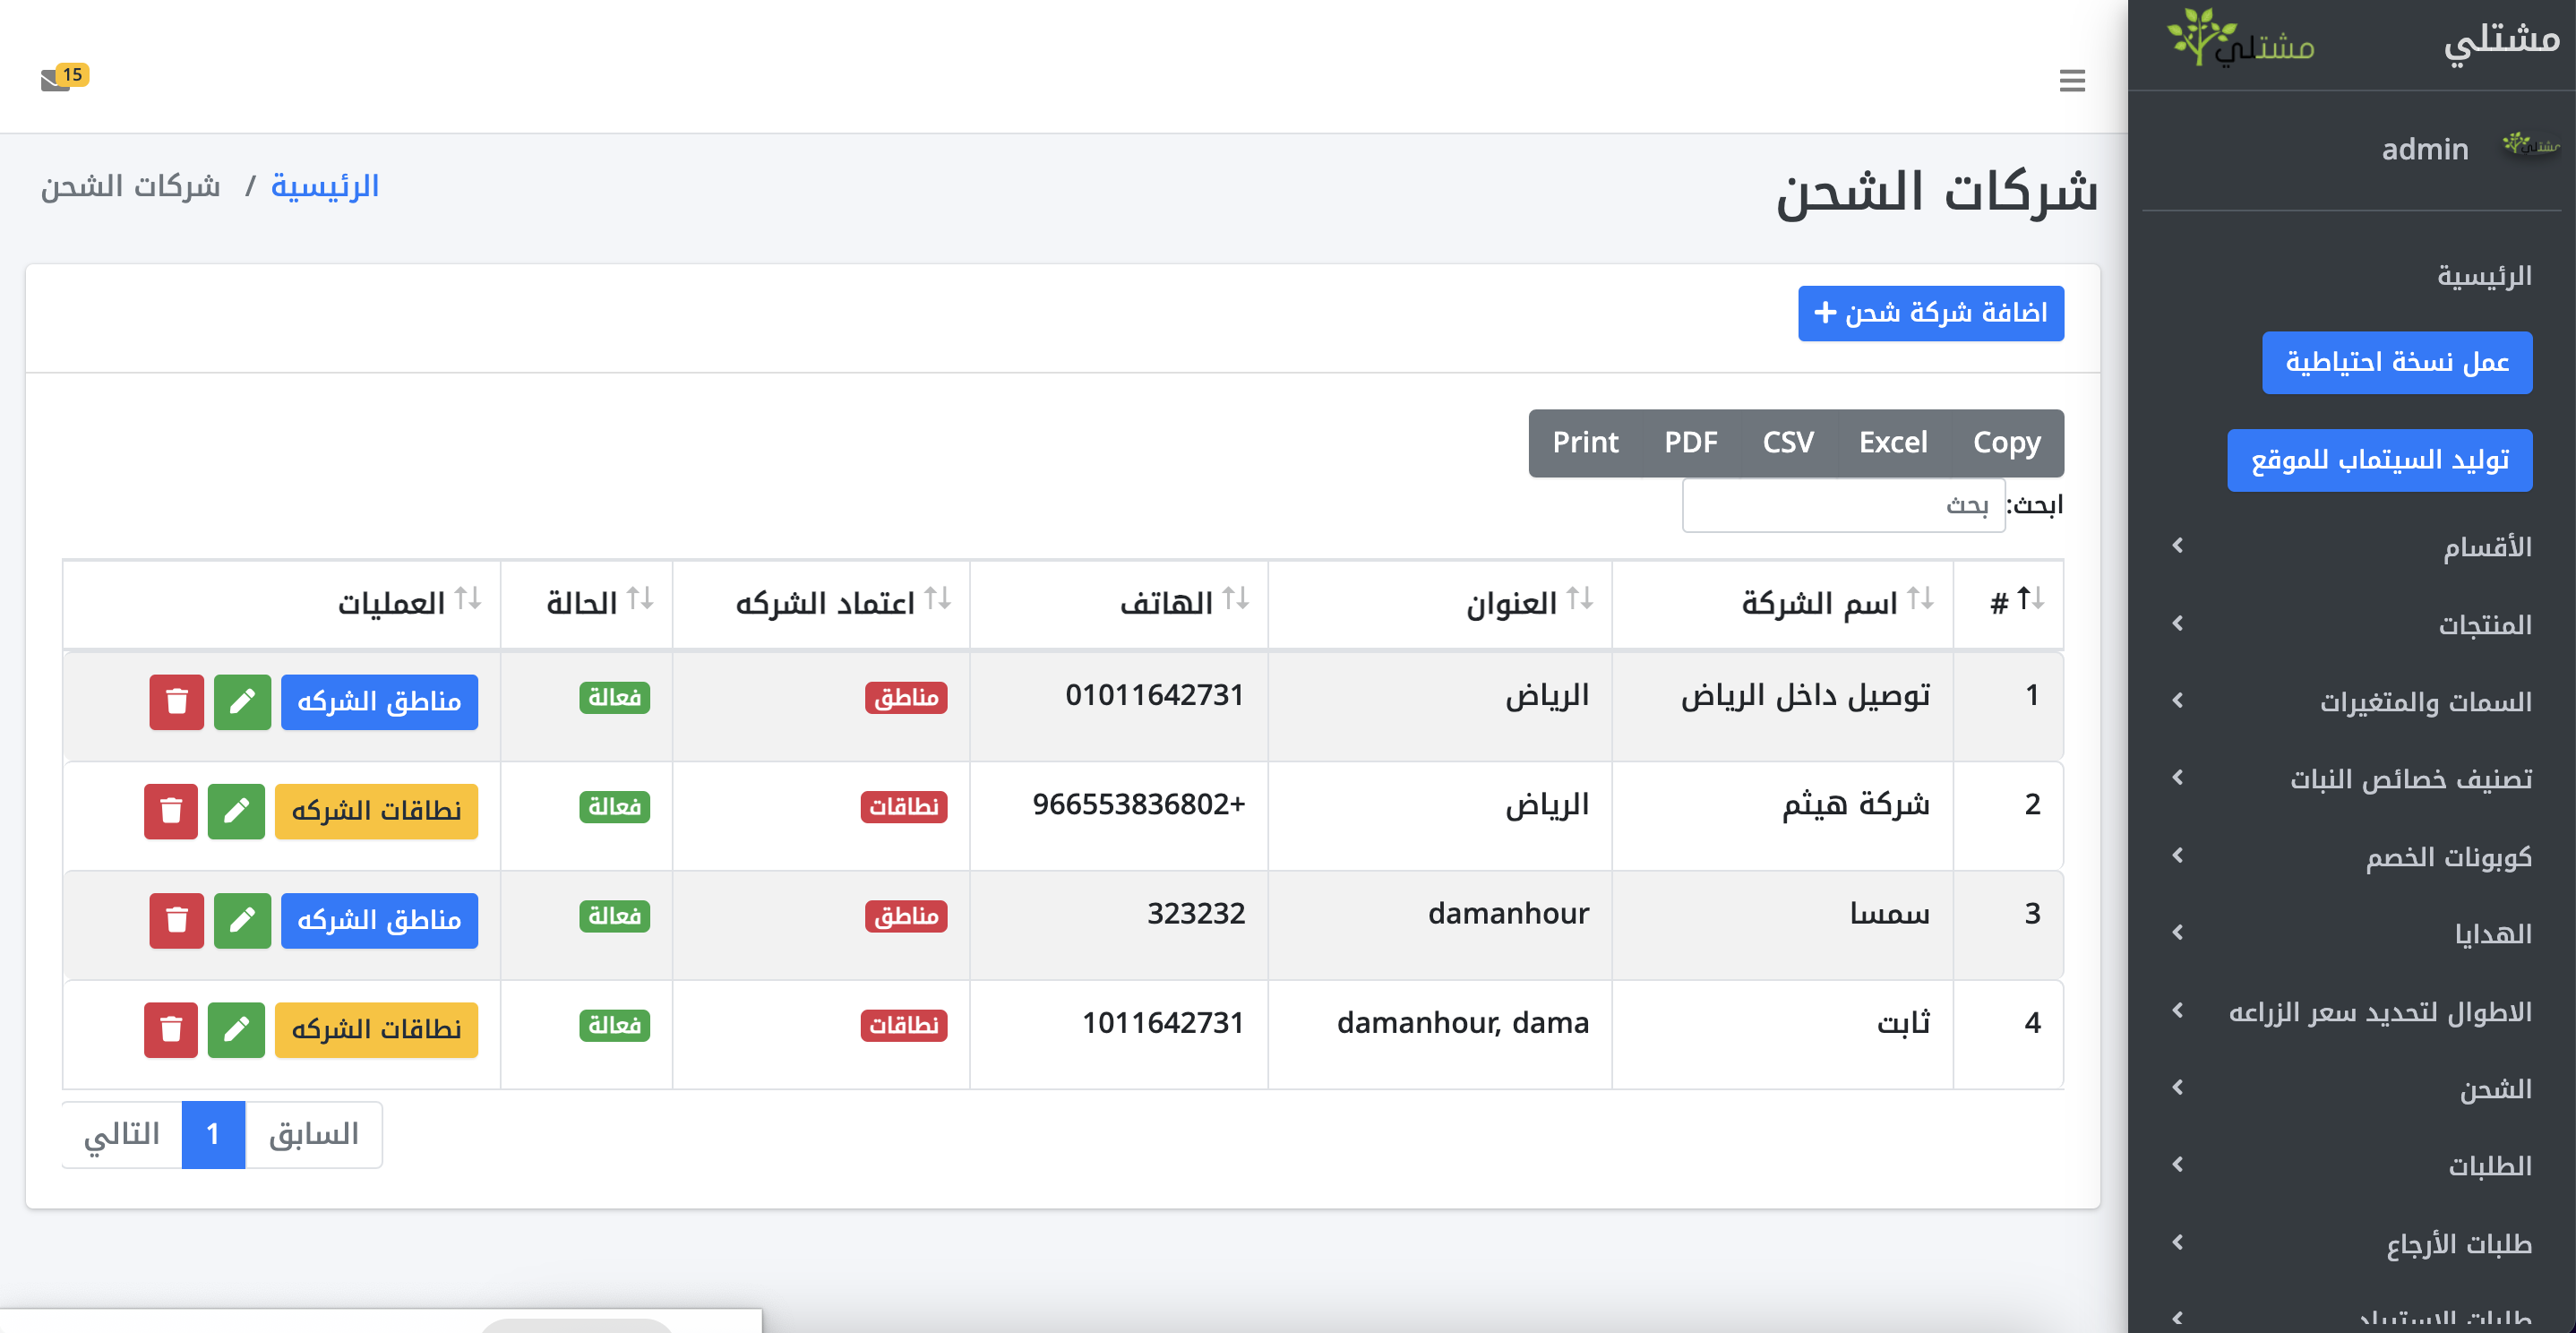 مشتلي
مشتلي
admin
مشتلي
الرئيسية
عمل نسخة احتياطية
توليد السيتماب للموقع
الأقسام
المنتجات
السمات والمتغيرات
تصنيف خصائص النبات
كوبونات الخصم
الهدايا
الاطوال لتحديد سعر الزراعه
الشحن
الطلبات
طلبات الأرجاع
15
شركات الشحن
الرئيسية / شركات الشحن
اضافة شركة شحن
Copy Excel CSV PDF Print
ابحث: بحث
# اسم الشركة العنوان الهاتف اعتماد الشركه الحالة العمليات
1 توصيل داخل الرياض الرياض 01011642731 مناطق فعالة مناطق الشركه
2 شركة هيثم الرياض 966553836802+ نطاقات فعالة نطاقات الشركه
3 سمسا damanhour 323232 مناطق فعالة مناطق الشركه
4 ثابت damanhour, dama 1011642731 نطاقات فعالة نطاقات الشركه
السابق 1 التالي